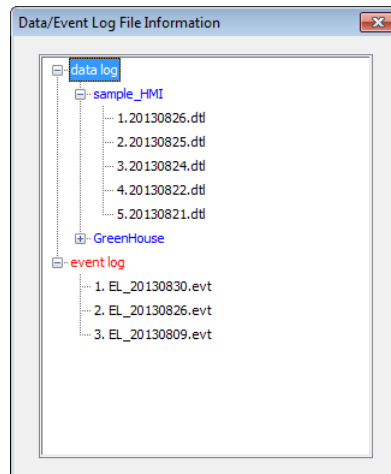 Data/Event Log File Information
data log
sample_HMI
1.20130826.dtl
2.20130825.dtl
3.20130824.dtl
4.20130822.dtl
5.20130821.dtl
GreenHouse
event log
1. EL_20130830.evt
2. EL_20130826.evt
3. EL_20130809.evt